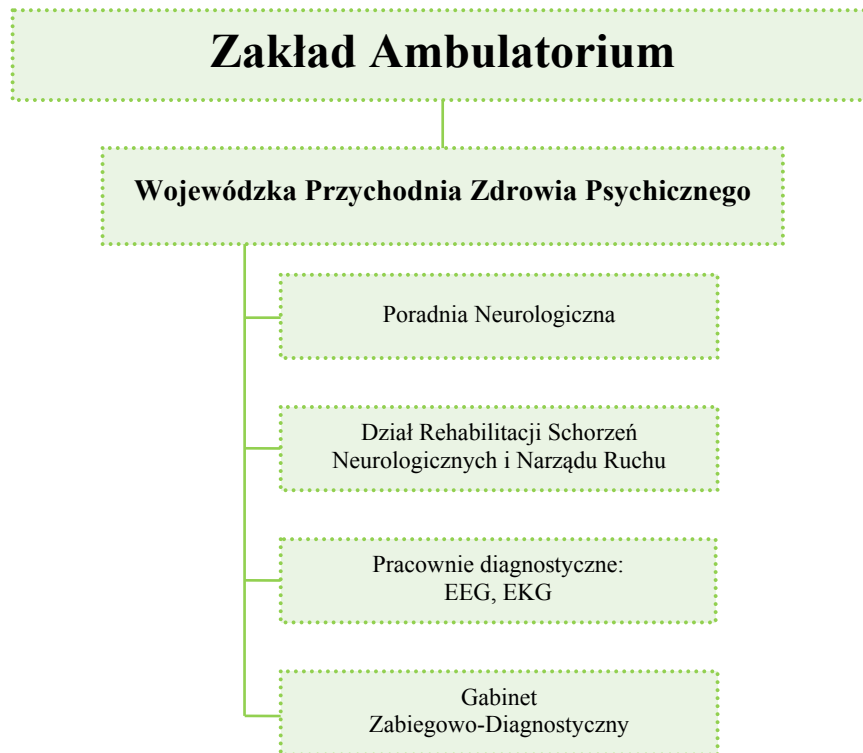 Zakład Ambulatorium
Wojewódzka Przychodnia Zdrowia Psychicznego
Poradnia Neurologiczna
Dział Rehabilitacji Schorzeń
Neurologicznych i Narządu Ruchu
Pracownie diagnostyczne:
EEG, EKG
Gabinet
Zabiegowo-Diagnostyczny